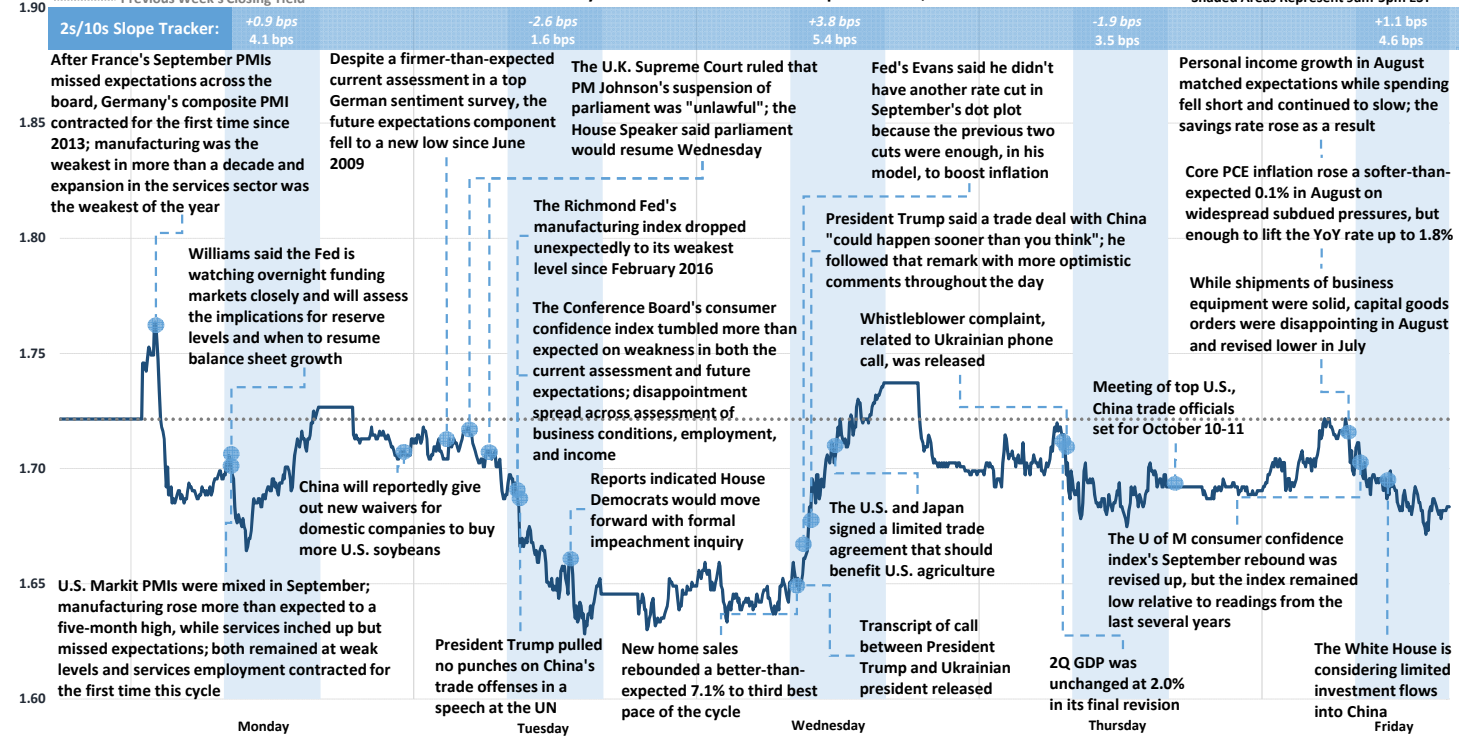 Previous Week's Closing Yield
1.90
2s/10s Slope Tracker:
+0.9 bps
4.1 bps
-2.6 bps
1.6 bps
+3.8 bps
5.4 bps
-1.9 bps
3.5 bps
+1.1 bps
4.6 bps
After France's September PMIs
missed expectations across the
board, Germany's composite PMI
contracted for the first time since
2013; manufacturing was the
weakest in more than a decade and
expansion in the services sector was
the weakest of the year
Despite a firmer-than-expected
current assessment in a top
German sentiment survey, the
future expectations component
fell to a new low since June
2009
The U.K. Supreme Court ruled that
PM Johnson's suspension of
parliament was "unlawful"; the
House Speaker said parliament
would resume Wednesday
Fed's Evans said he didn't
have another rate cut in
September's dot plot
because the previous two
cuts were enough, in his
model, to boost inflation
Personal income growth in August
matched expectations while spending
fell short and continued to slow; the
savings rate rose as a result
1.85
Core PCE inflation rose a softer-than-
expected 0.1% in August on
widespread subdued pressures, but
enough to lift the YoY rate up to 1.8%
The Richmond Fed's
manufacturing index dropped
unexpectedly to its weakest
level since February 2016
President Trump said a trade deal with China
"could happen sooner than you think"; he
followed that remark with more optimistic
comments throughout the day
1.80
Williams said the Fed is
watching overnight funding
markets closely and will assess
the implications for reserve
levels and when to resume
balance sheet growth
The Conference Board's consumer
confidence index tumbled more than
expected on weakness in both the
current assessment and future
expectations; disappointment
spread across assessment of
business conditions, employment,
and income
While shipments of business
equipment were solid, capital goods
orders were disappointing in August
and revised lower in July
Whistleblower complaint,
related to Ukrainian phone
call, was released
1.75
Meeting of top U.S.,
China trade officials
set for October 10-11
1.70
China will reportedly give
out new waivers for
domestic companies to buy
more U.S. soybeans
Reports indicated House
Democrats would move
forward with formal
impeachment inquiry
The U.S. and Japan
signed a limited trade
agreement that should
benefit U.S. agriculture
The U of M consumer confidence
index's September rebound was
revised up, but the index remained
low relative to readings from the
last several years
1.65
U.S. Markit PMIs were mixed in September;
manufacturing rose more than expected to a
five-month high, while services inched up but
missed expectations; both remained at weak
levels and services employment contracted for
the first time this cycle
President Trump pulled
no punches on China's
trade offenses in a
speech at the UN
New home sales
rebounded a better-than-
expected 7.1% to third best
pace of the cycle
Transcript of call
between President
Trump and Ukrainian
president released
2Q GDP was
unchanged at 2.0%
in its final revision
The White House is
considering limited
investment flows
into China
1.60
Monday
Tuesday
Wednesday
Thursday
Friday